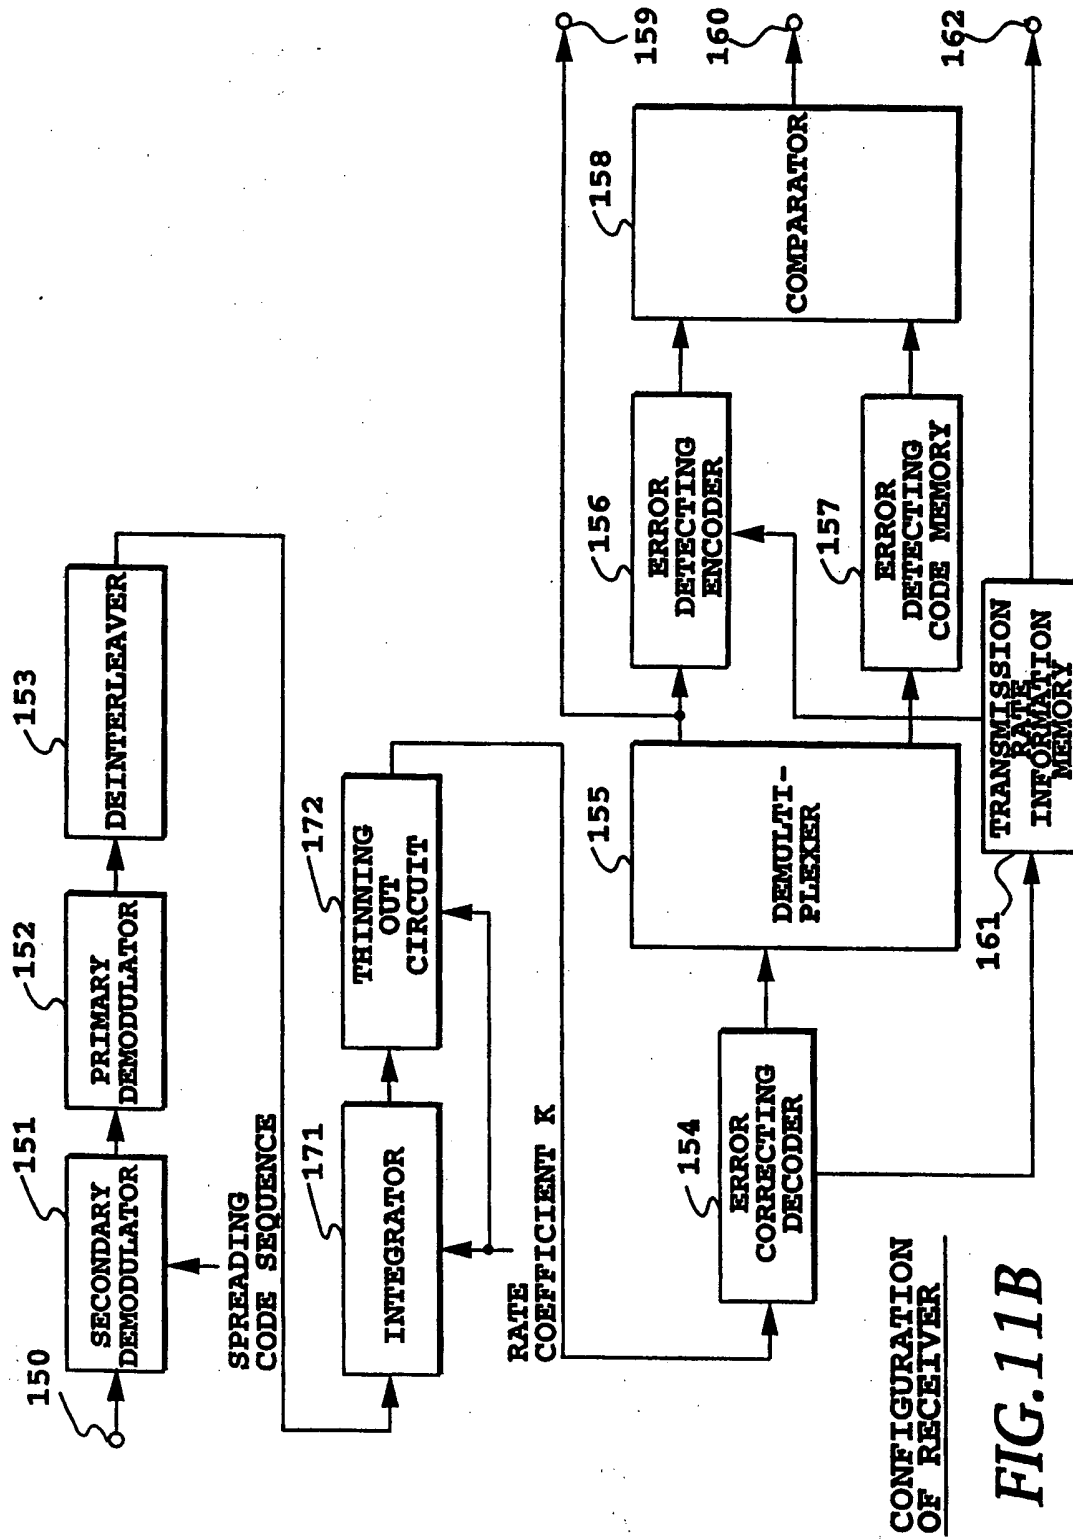 150
151
SECONDARY
DEMODULATOR
152
PRIMARY
DEMODULATOR
153
DEINTERLEAVER
SPREADING
CODE SEQUENCE
171
INTEGRATOR
172
THINNING
OUT
CIRCUIT
RATE
COEFFICIENT K
154
ERROR
CORRECTING
DECODER
155
DEMULTI-
PLEXER
156
ERROR
DETECTING
ENCODER
157
ERROR
DETECTING
CODE MEMORY
158
COMPARATOR
159
160
161
TRANSMISSION
RATE
INFORMATION
MEMORY
162
CONFIGURATION
OF RECEIVER
FIG.11B